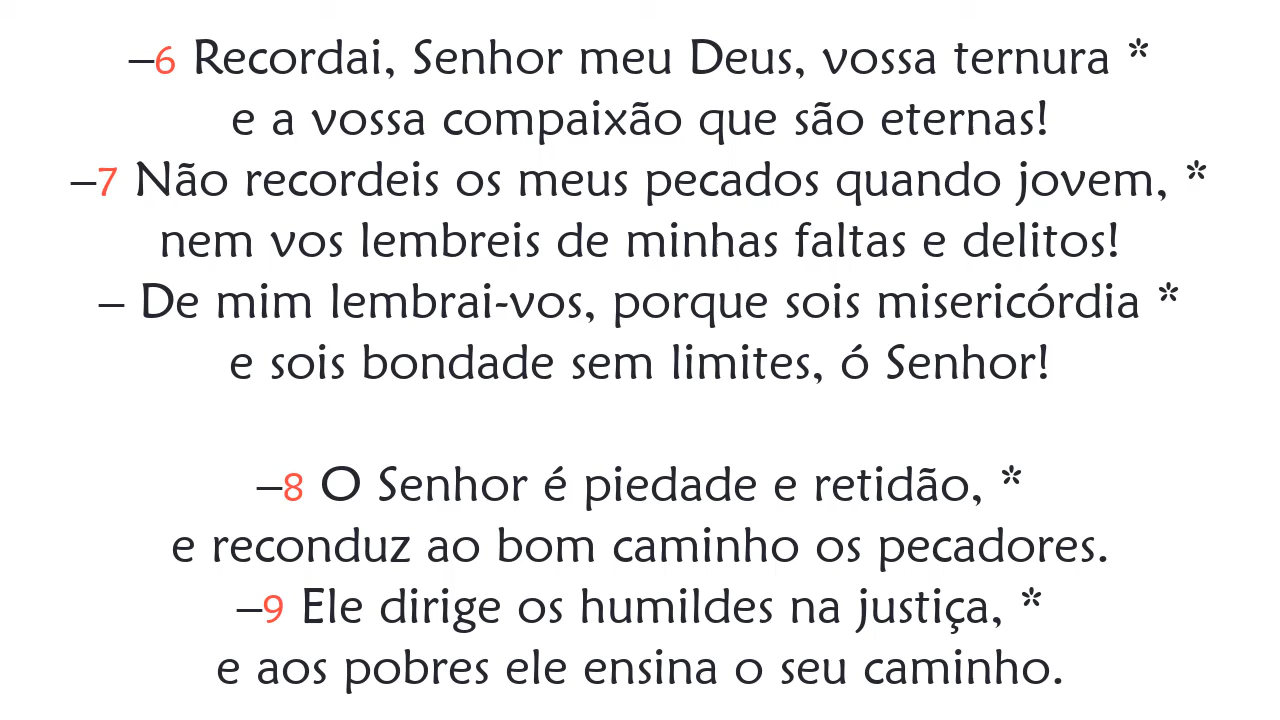 –6 Recordai, Senhor meu Deus, vossa ternura *
e a vossa compaixão que são eternas!
–7 Não recordeis os meus pecados quando jovem, *
nem vos lembreis de minhas faltas e delitos!
– De mim lembrai-vos, porque sois misericórdia *
e sois bondade sem limites, ó Senhor!
–8 O Senhor é piedade e retidão, *
e reconduz ao bom caminho os pecadores.
–9 Ele dirige os humildes na justiça, *
e aos pobres ele ensina o seu caminho.